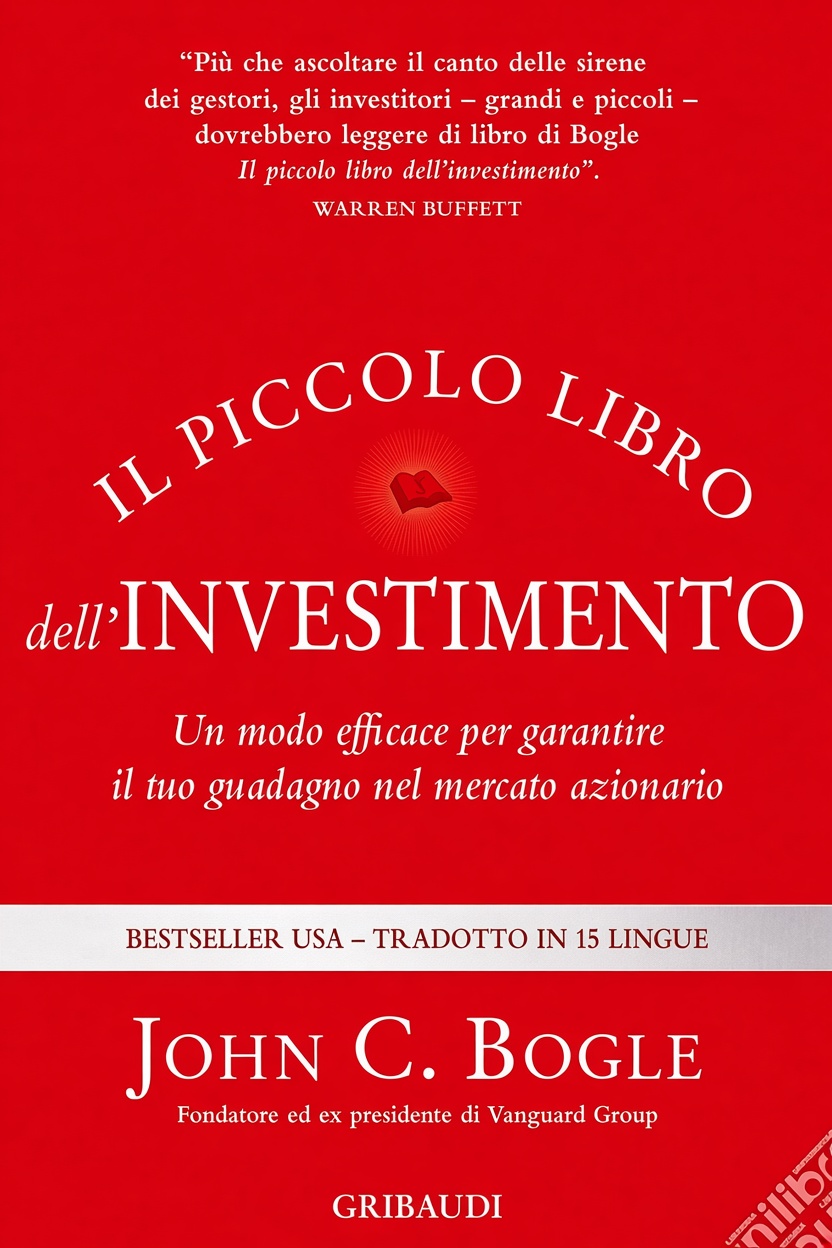 “Più che ascoltare il canto delle sirene
dei gestori, gli investitori – grandi e piccoli –
dovrebbero leggere di libro di Bogle
Il piccolo libro dell’investimento”.
WARREN BUFFETT
IL PICCOLO LIBRO
dell’INVESTIMENTO
Un modo efficace per garantire
il tuo guadagno nel mercato azionario
BESTSELLER USA – TRADOTTO IN 15 LINGUE
JOHN C. BOGLE
Fondatore ed ex presidente di Vanguard Group
GRIBAUDI